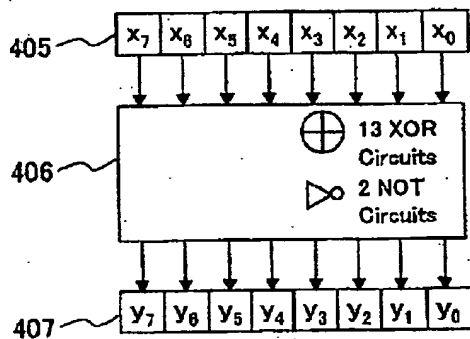 405 x₇ x₆ x₅ x₄ x₃ x₂ x₁ x₀
13 XOR
Circuits
406
2 NOT
Circuits
407 y₇ y₆ y₅ y₄ y₃ y₂ y₁ y₀